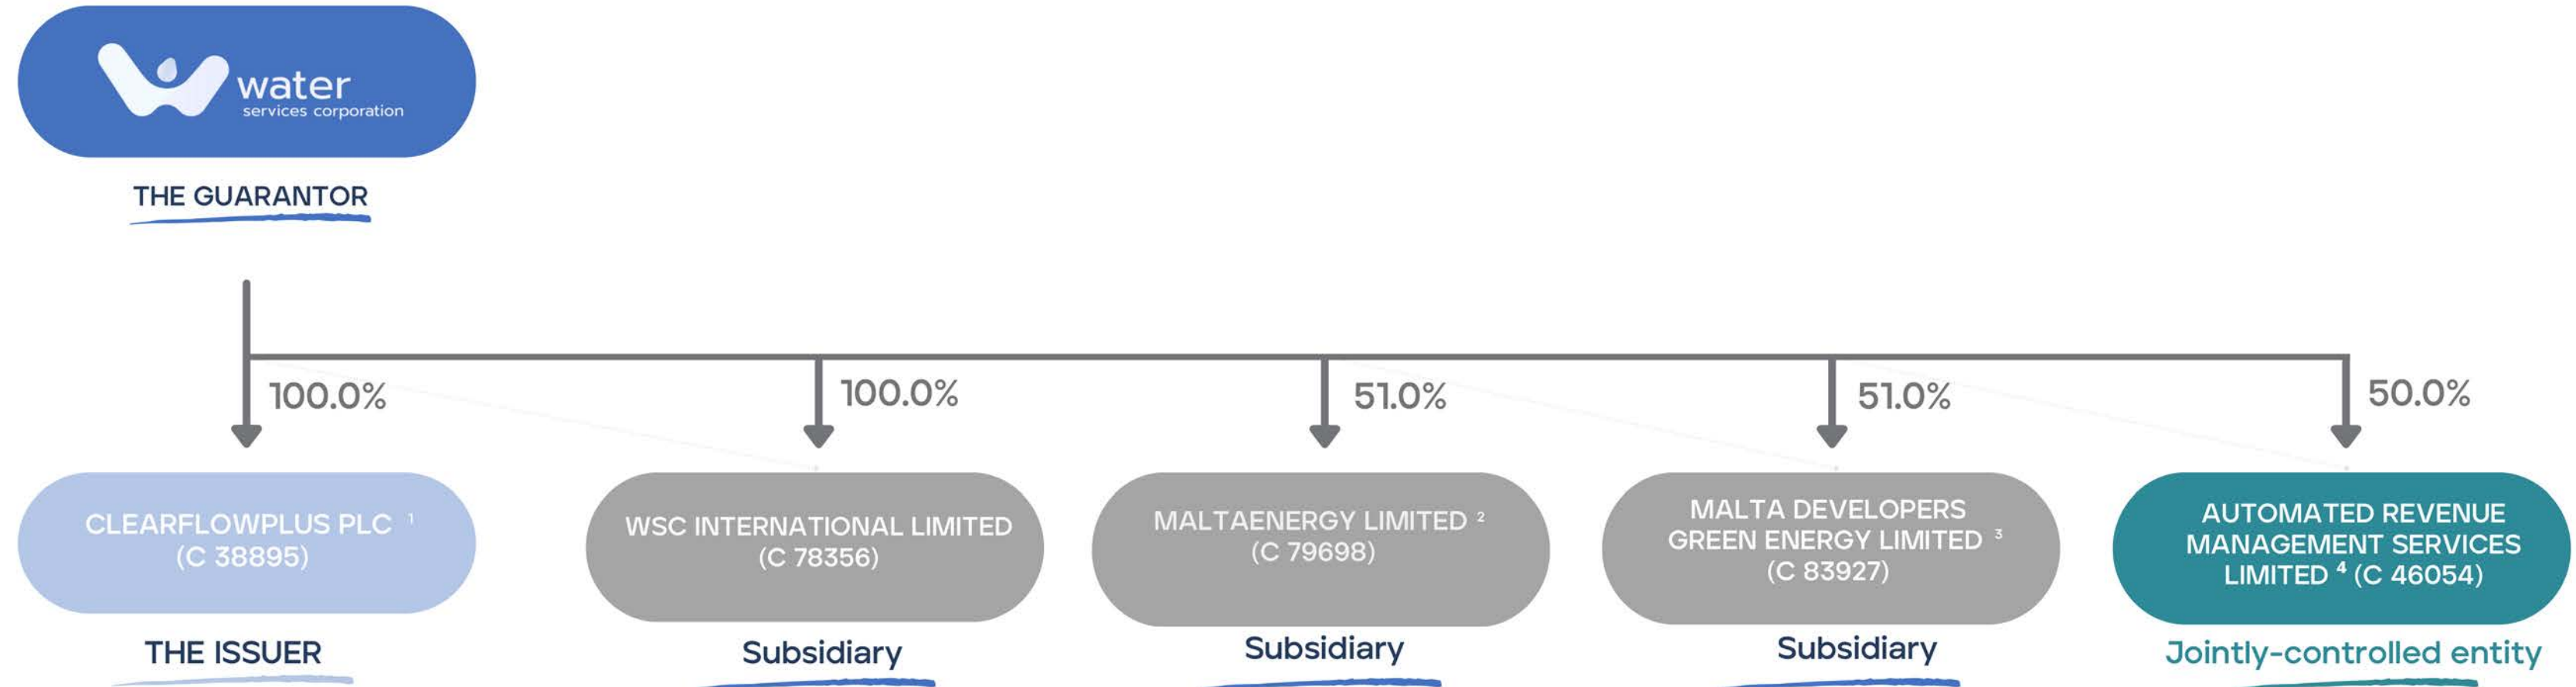 water
services corporation
THE GUARANTOR
100.0%
100.0%
51.0%
51.0%
50.0%
CLEARFLOWPLUS PLC ¹
(C 38895)
THE ISSUER
WSC INTERNATIONAL LIMITED
(C 78356)
Subsidiary
MALTAENERGY LIMITED ²
(C 79698)
Subsidiary
MALTA DEVELOPERS
GREEN ENERGY LIMITED ³
(C 83927)
Subsidiary
AUTOMATED REVENUE
MANAGEMENT SERVICES
LIMITED ⁴ (C 46054)
Jointly-controlled entity